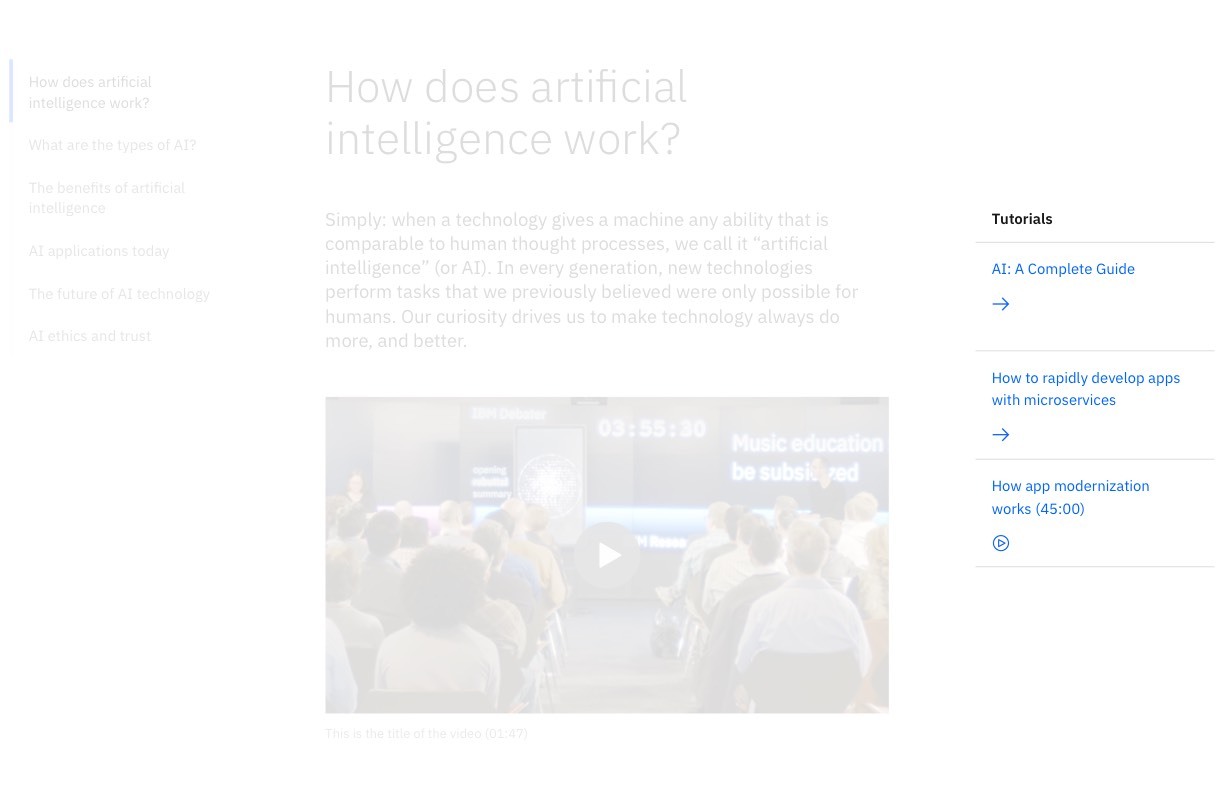 How does artificial
intelligence work?
What are the types of AI?
The benefits of artificial
intelligence
AI applications today
The future of AI technology
AI ethics and trust
How does artificial
intelligence work?
Simply: when a technology gives a machine any ability that is
comparable to human thought processes, we call it “artificial
intelligence” (or AI). In every generation, new technologies
perform tasks that we previously believed were only possible for
humans. Our curiosity drives us to make technology always do
more, and better.
IBM Debater
03:55:30
Music education
opening
rebuttal
summary
This is the title of the video (01:47)
Tutorials
AI: A Complete Guide
How to rapidly develop apps
with microservices
How app modernization
works (45:00)